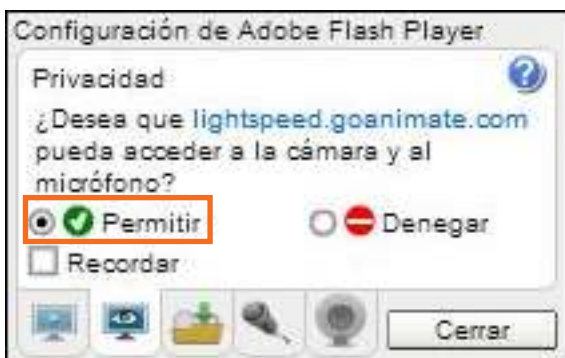 Configuración de Adobe Flash Player
Privacidad
¿Desea que lightspeed.goanimate.com
pueda acceder a la cámara y al
micrófono?
Permitir Denegar
Recordar
Cerrar